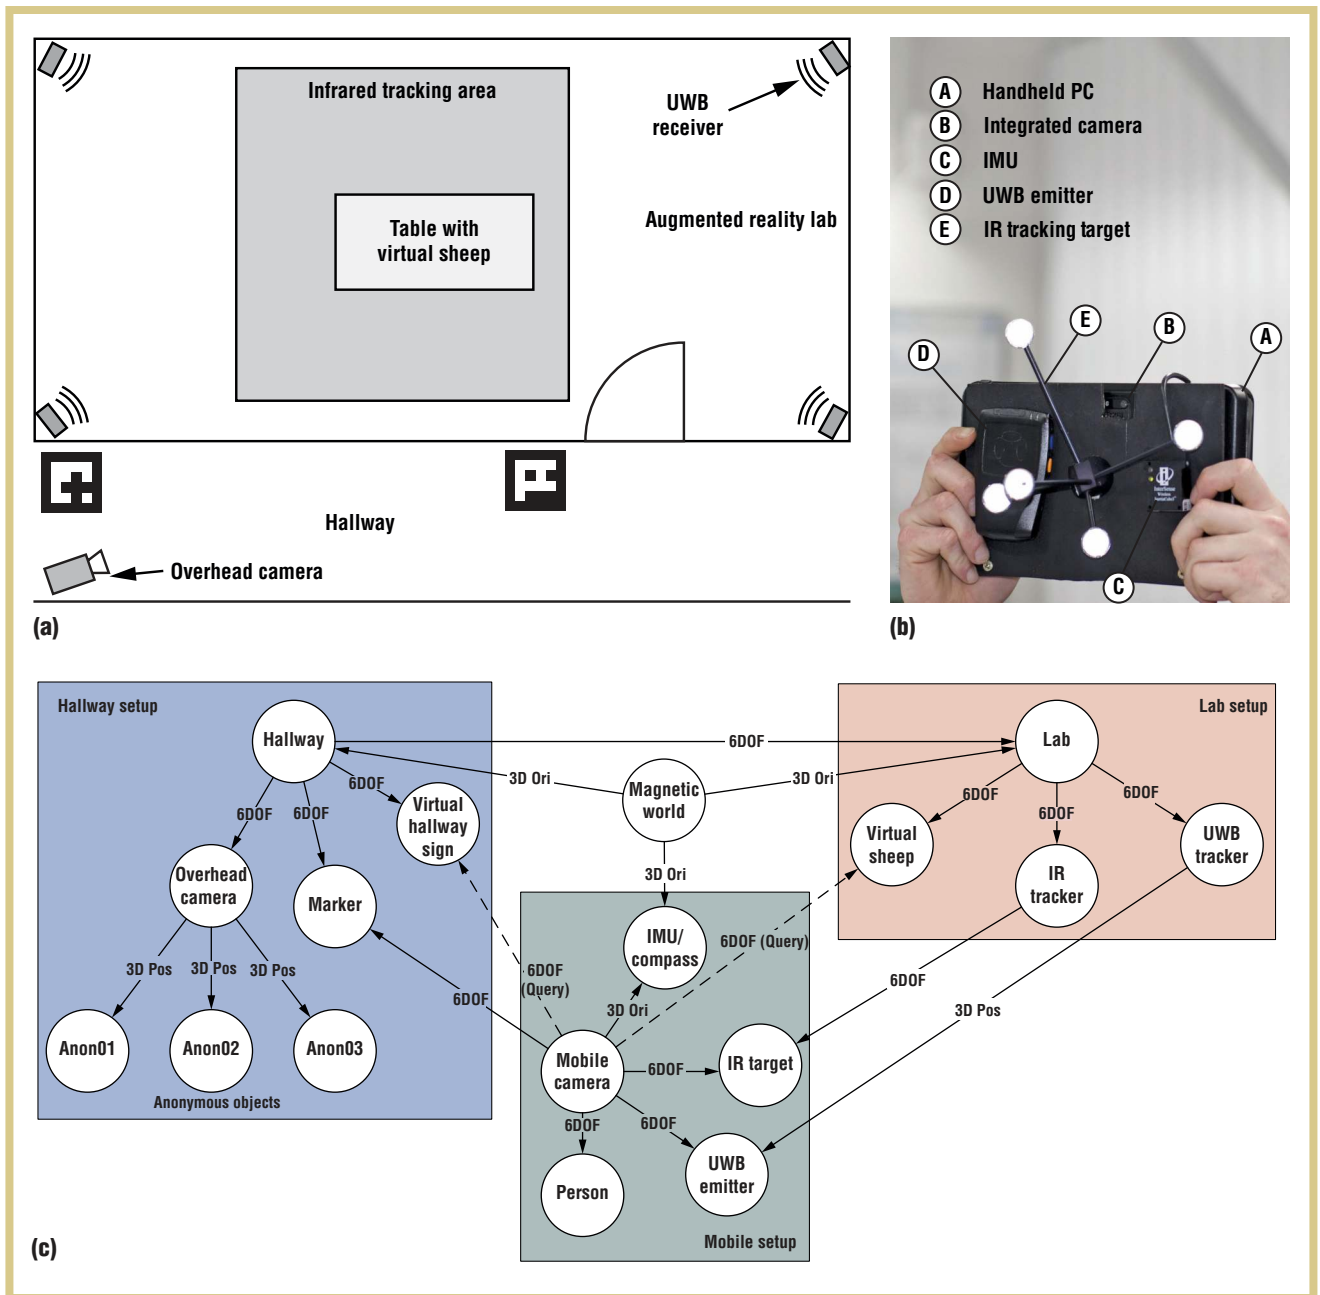 Infrared tracking area
UWB
receiver
Table with
virtual sheep
Augmented reality lab
Hallway
Overhead camera
(a)
A Handheld PC
B Integrated camera
C IMU
D UWB emitter
E IR tracking target
E
B
A
D
C
(b)
Hallway setup
Lab setup
Hallway
6DOF
Lab
3D Ori
Magnetic
world
3D Ori
6DOF
6DOF
6DOF
Virtual
hallway
sign
6DOF
6DOF
6DOF
Virtual
sheep
UWB
tracker
Overhead
camera
Marker
3D Ori
IR
tracker
IMU/
compass
6DOF (Query)
3D Pos
3D Pos
3D Pos
6DOF
(Query)
6DOF
6DOF
3D Ori
3D Pos
Anon01
Anon02
Anon03
Mobile
camera
6DOF
IR target
Anonymous objects
6DOF
6DOF
Person
UWB
emitter
Mobile setup
(c)